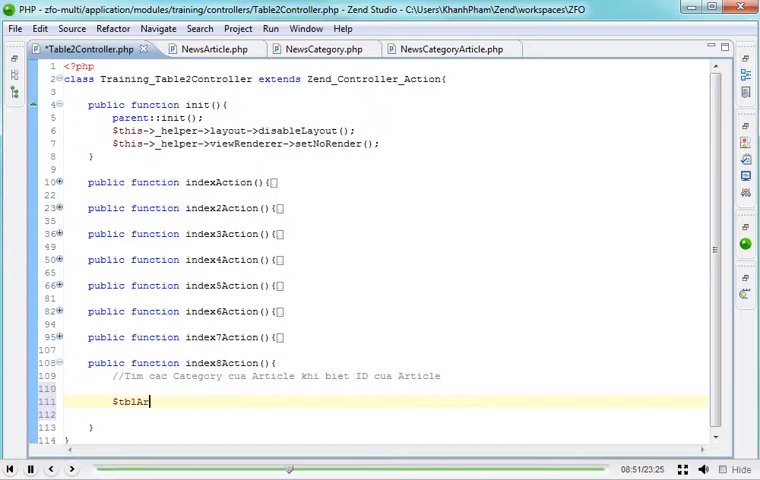 PHP - zfo-multi/application/modules/training/controllers/Table2Controller.php - Zend Studio - C:\Users\KhanhPham\Zend\workspaces\ZFO
File Edit Source Refactor Navigate Search Project Run Window Help
*Table2Controller.php NewsArticle.php NewsCategory.php NewsCategoryArticle.php
1 <?php
2 class Training_Table2Controller extends Zend_Controller_Action{
3
4 public function init(){
5 parent::init();
6 $this->_helper->layout->disableLayout();
7 $this->_helper->viewRenderer->setNoRender();
8 }
9
10 public function indexAction(){
22
23 public function index2Action(){
35
36 public function index3Action(){
49
50 public function index4Action(){
65
66 public function index5Action(){
81
82 public function index6Action(){
94
95 public function index7Action(){
107
108 public function index8Action(){
109 //Tim cac Category cua Article khi biet ID cua Article
110
111 $tblAr
112
113 }
114 }
08:51/23:25 Hide